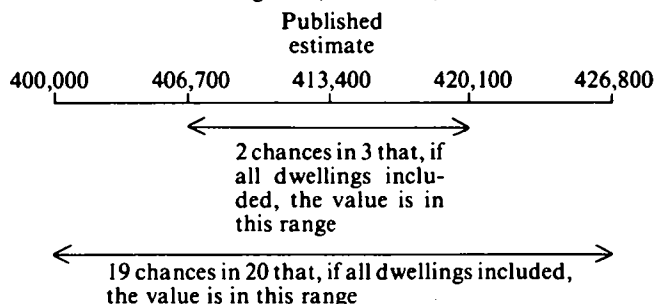 Published
estimate
400,000 406,700 413,400 420,100 426,800
2 chances in 3 that, if
all dwellings inclu-
ded, the value is in
this range
19 chances in 20 that, if all dwellings included,
the value is in this range